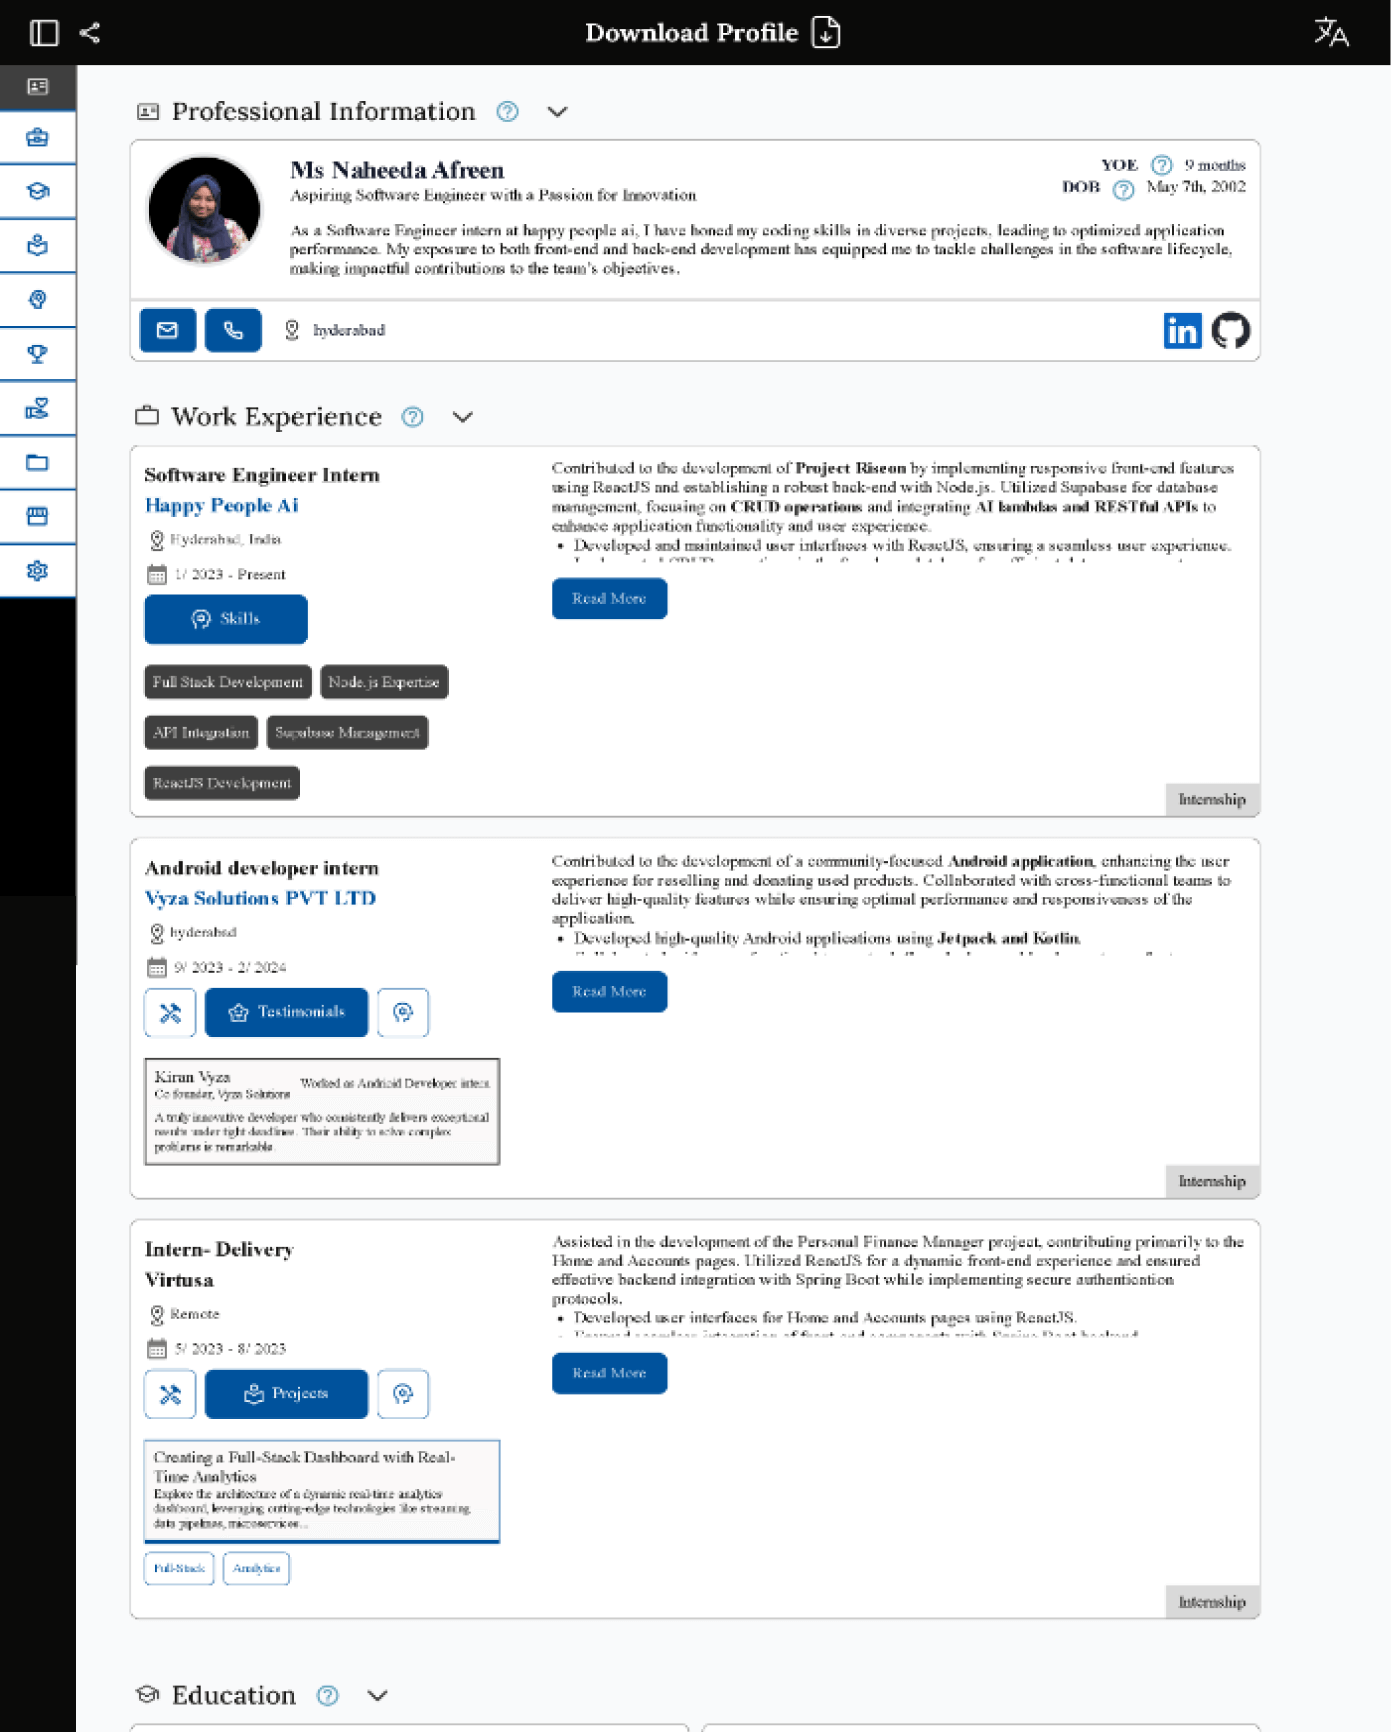 Download Profile
Professional Information
Ms Naheeda Afreen
Aspiring Software Engineer with a Passion for Innovation
YOE 9 months
DOB May 7th, 2002
As a Software Engineer intern at happy people ai, I have honed my coding skills in diverse projects, leading to optimized application
performance. My exposure to both front-end and back-end development has equipped me to tackle challenges in the software lifecycle,
making impactful contributions to the team's objectives.
hyderabad
in
Work Experience
Software Engineer Intern
Happy People Ai
Hyderabad, India
1/ 2023 - Present
Skills
Full Stack Development
Node.js Expertise
API Integration
Supabase Management
ReactJS Development
Contributed to the development of Project Riseon by implementing responsive front-end features
using ReactJS and establishing a robust back-end with Node.js. Utilized Supabase for database
management, focusing on CRUD operations and integrating AI lambdas and RESTful APIs to
enhance application functionality and user experience.
• Developed and maintained user interfaces with ReactJS, ensuring a seamless user experience.
Read More
Internship
Android developer intern
Vyza Solutions PVT LTD
hyderabad
9/ 2023 - 2/ 2024
Testimonials
Kiran Vyza
Co founder, Vyza Solutions
Worked as Android Developer intern
A truly innovative developer who consistently delivers exceptional
results under tight deadlines. Their ability to solve complex
problems is remarkable.
Contributed to the development of a community-focused Android application, enhancing the user
experience for reselling and donating used products. Collaborated with cross-functional teams to
deliver high-quality features while ensuring optimal performance and responsiveness of the
application.
• Developed high-quality Android applications using Jetpack and Kotlin.
Read More
Internship
Intern- Delivery
Virtusa
Remote
5/ 2023 - 8/ 2023
Projects
Creating a Full-Stack Dashboard with Real-
Time Analytics
Explore the architecture of a dynamic real-time analytics
dashboard, leveraging cutting-edge technologies like streaming
data pipelines, microservices...
Full-Stack
Analytics
Assisted in the development of the Personal Finance Manager project, contributing primarily to the
Home and Accounts pages. Utilized ReactJS for a dynamic front-end experience and ensured
effective backend integration with Spring Boot while implementing secure authentication
protocols.
• Developed user interfaces for Home and Accounts pages using ReactJS.
• Ensured seamless integration of front-end components with Spring Boot backend
Read More
Internship
Education